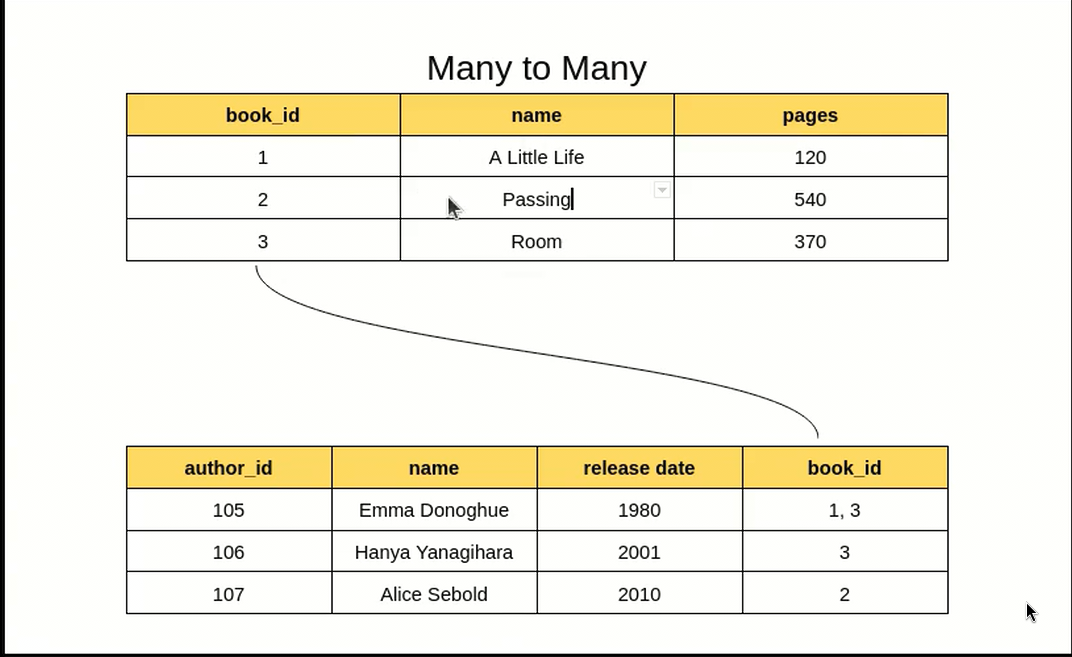 Many to Many
book_id name pages
1 A Little Life 120
2 Passing 540
3 Room 370
author_id name release date book_id
105 Emma Donoghue 1980 1, 3
106 Hanya Yanagihara 2001 3
107 Alice Sebold 2010 2